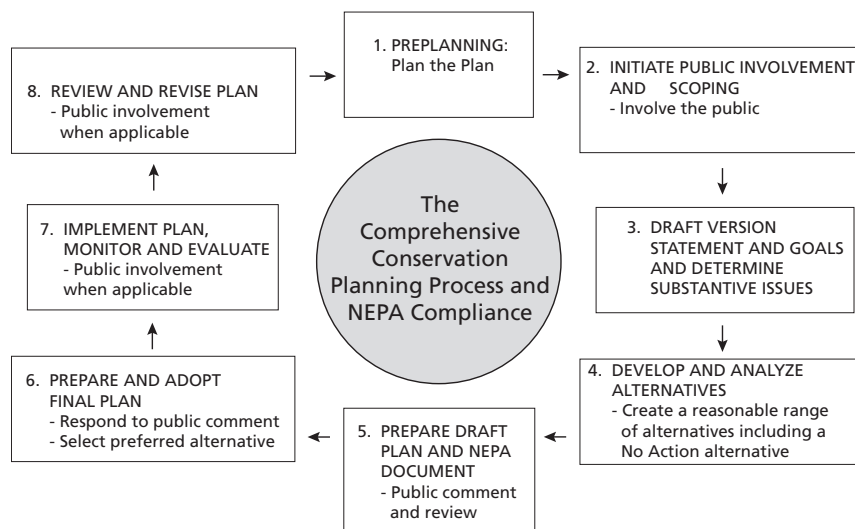 1. PREPLANNING:
Plan the Plan
2. INITIATE PUBLIC INVOLVEMENT
AND SCOPING
- Involve the public
3. DRAFT VERSION
STATEMENT AND GOALS
AND DETERMINE
SUBSTANTIVE ISSUES
4. DEVELOP AND ANALYZE
ALTERNATIVES
- Create a reasonable range
of alternatives including a
No Action alternative
5. PREPARE DRAFT
PLAN AND NEPA
DOCUMENT
- Public comment
and review
6. PREPARE AND ADOPT
FINAL PLAN
- Respond to public comment
- Select preferred alternative
7. IMPLEMENT PLAN,
MONITOR AND EVALUATE
- Public involvement
when applicable
8. REVIEW AND REVISE PLAN
- Public involvement
when applicable
The
Comprehensive
Conservation
Planning Process and
NEPA Compliance